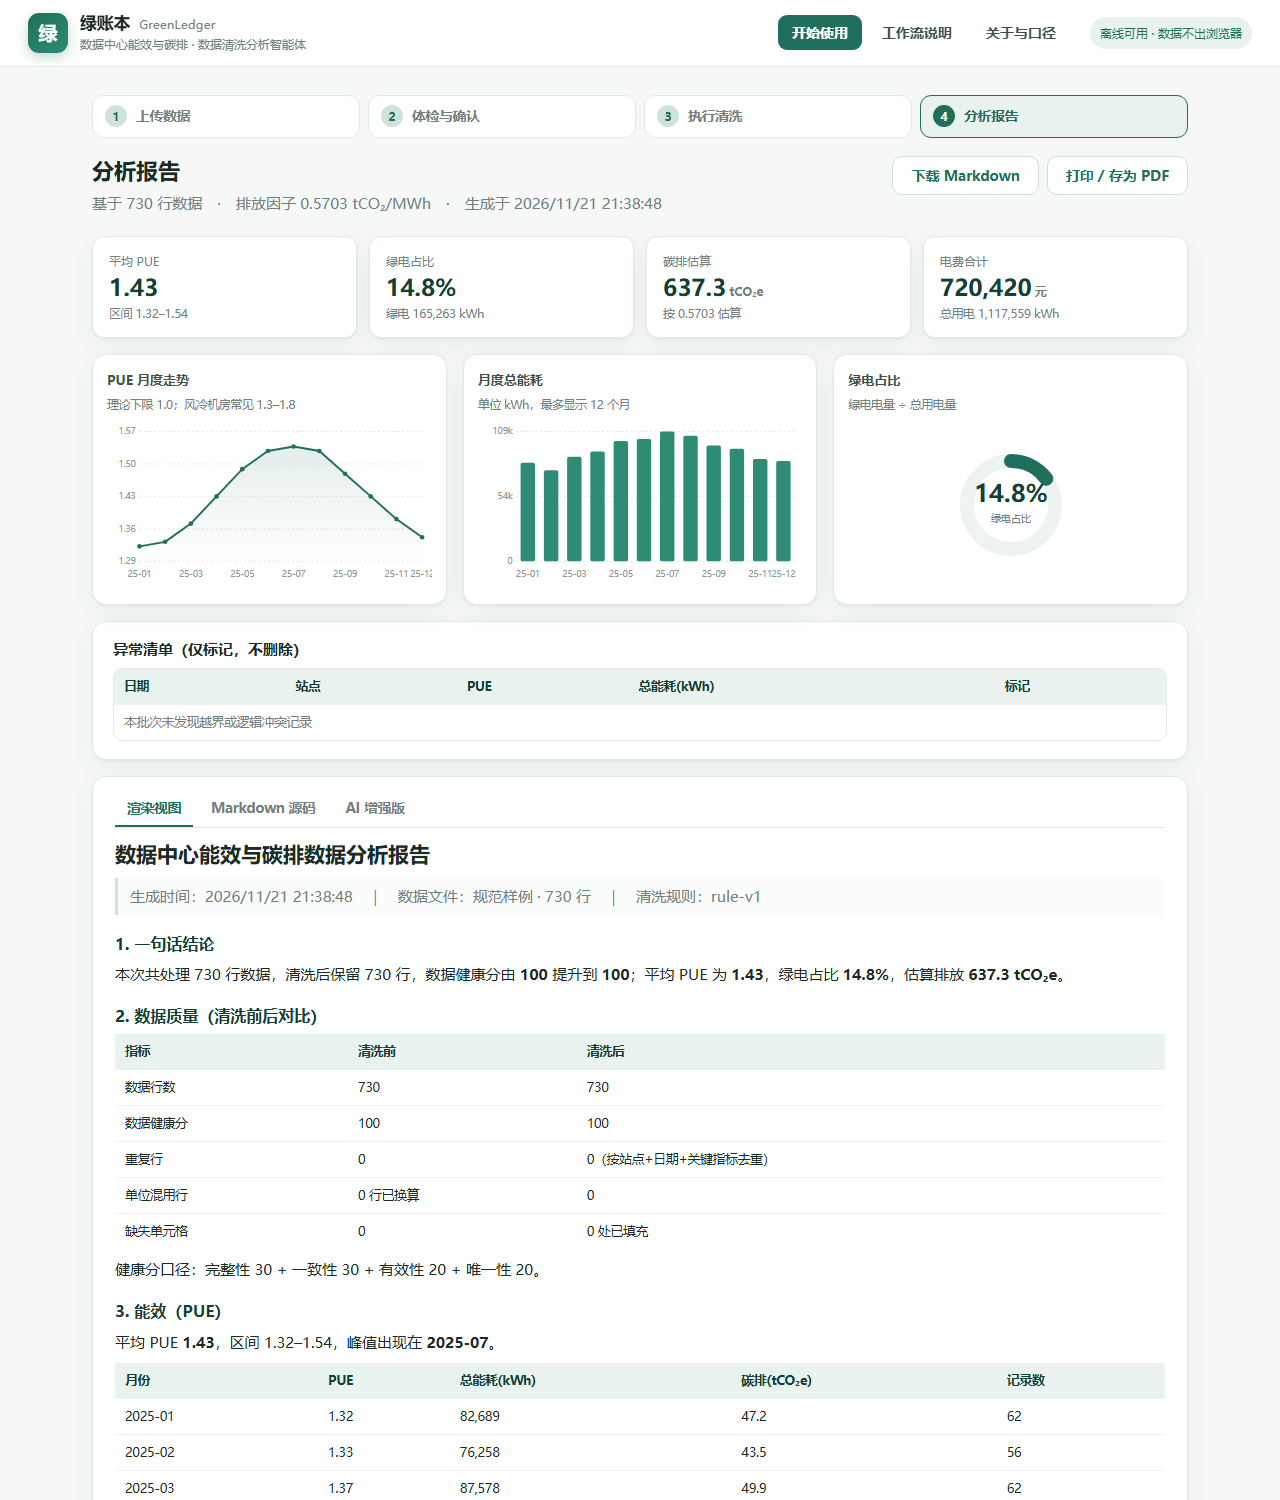 绿 绿账本 GreenLedger
数据中心能效与碳排 · 数据清洗分析智能体
开始使用 工作流说明 关于与口径 离线可用 · 数据不出浏览器
1 上传数据 2 体检与确认 3 执行清洗 4 分析报告
分析报告
下载 Markdown 打印 / 存为 PDF
基于 730 行数据 · 排放因子 0.5703 tCO₂/MWh · 生成于 2026/11/21 21:38:48
平均 PUE
1.43
区间 1.32–1.54
绿电占比
14.8%
绿电 165,263 kWh
碳排估算
637.3 tCO₂e
按 0.5703 估算
电费合计
720,420 元
总用电 1,117,559 kWh
PUE 月度走势
理论下限 1.0；风冷机房常见 1.3–1.8
1.57
1.50
1.43
1.36
1.29
25-01 25-03 25-05 25-07 25-09 25-11 25-12
月度总能耗
单位 kWh，最多显示 12 个月
109k
54k
0
25-01 25-03 25-05 25-07 25-09 25-11 25-12
绿电占比
绿电电量 ÷ 总用电量
14.8%
绿电占比
异常清单（仅标记，不删除）
日期 站点 PUE 总能耗(kWh) 标记
本批次未发现越界或逻辑冲突记录
渲染视图 Markdown 源码 AI 增强版
数据中心能效与碳排数据分析报告
生成时间：2026/11/21 21:38:48 | 数据文件：规范样例 · 730 行 | 清洗规则：rule-v1
1. 一句话结论
本次共处理 730 行数据，清洗后保留 730 行，数据健康分由 100 提升到 100；平均 PUE 为 1.43，绿电占比 14.8%，估算排放 637.3 tCO₂e。
2. 数据质量（清洗前后对比）
指标 清洗前 清洗后
数据行数 730 730
数据健康分 100 100
重复行 0 0（按站点+日期+关键指标去重）
单位混用行 0 行已换算 0
缺失单元格 0 0 处已填充
健康分口径：完整性 30 + 一致性 30 + 有效性 20 + 唯一性 20。
3. 能效（PUE）
平均 PUE 1.43，区间 1.32–1.54，峰值出现在 2025-07。
月份 PUE 总能耗(kWh) 碳排(tCO₂e) 记录数
2025-01 1.32 82,689 47.2 62
2025-02 1.33 76,258 43.5 56
2025-03 1.37 87,578 49.9 62